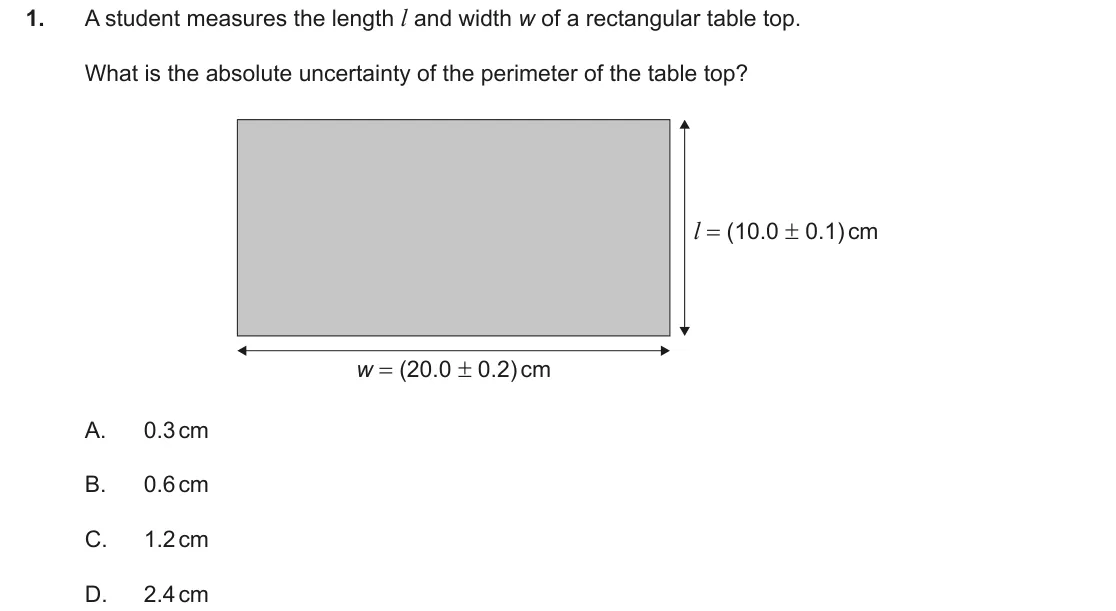 1. A student measures the length l and width w of a rectangular table top.
What is the absolute uncertainty of the perimeter of the table top?
l = (10.0 ± 0.1) cm
w = (20.0 ± 0.2) cm
A. 0.3 cm
B. 0.6 cm
C. 1.2 cm
D. 2.4 cm